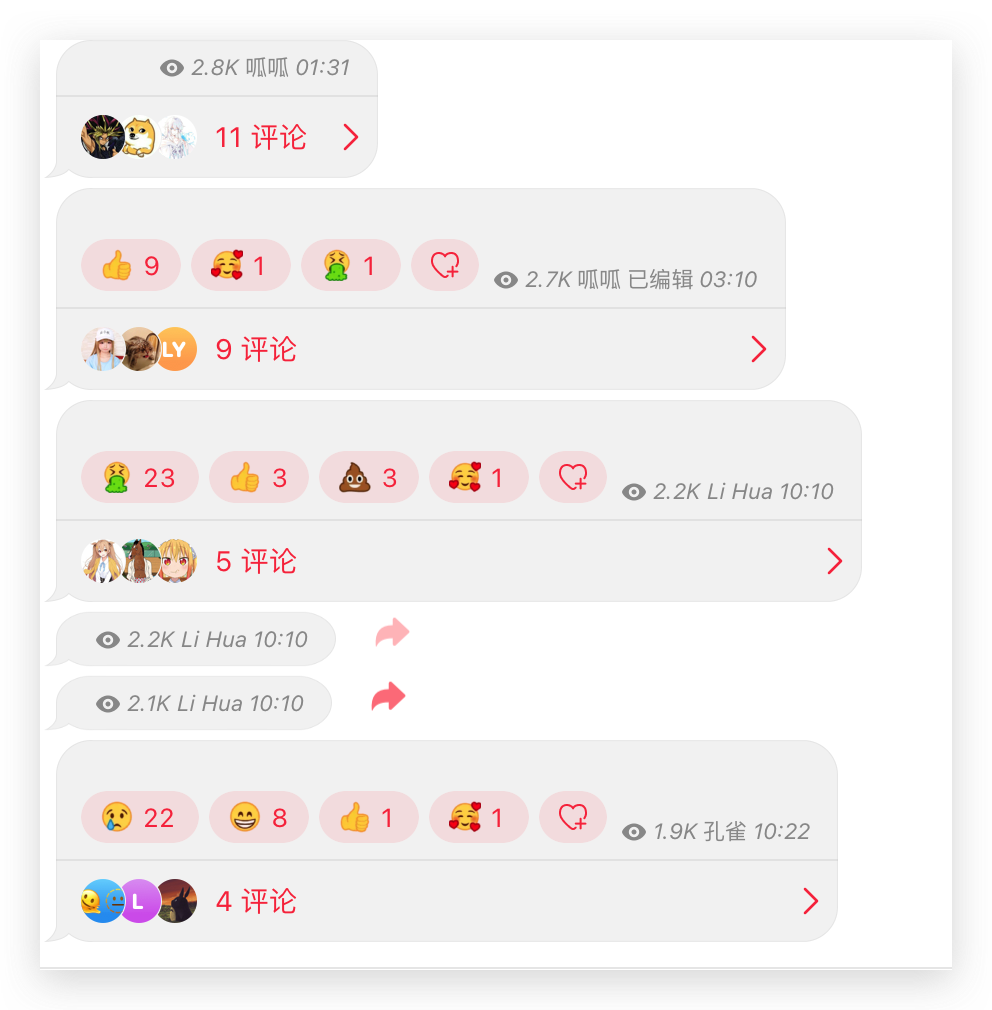 2.8K 呱呱 01:31
11 评论
9 1 1 2.7K 呱呱 已编辑 03:10
LY 9 评论
23 3 3 1 2.2K Li Hua 10:10
5 评论
2.2K Li Hua 10:10
2.1K Li Hua 10:10
22 8 1 1 1.9K 孔雀 10:22
L 4 评论